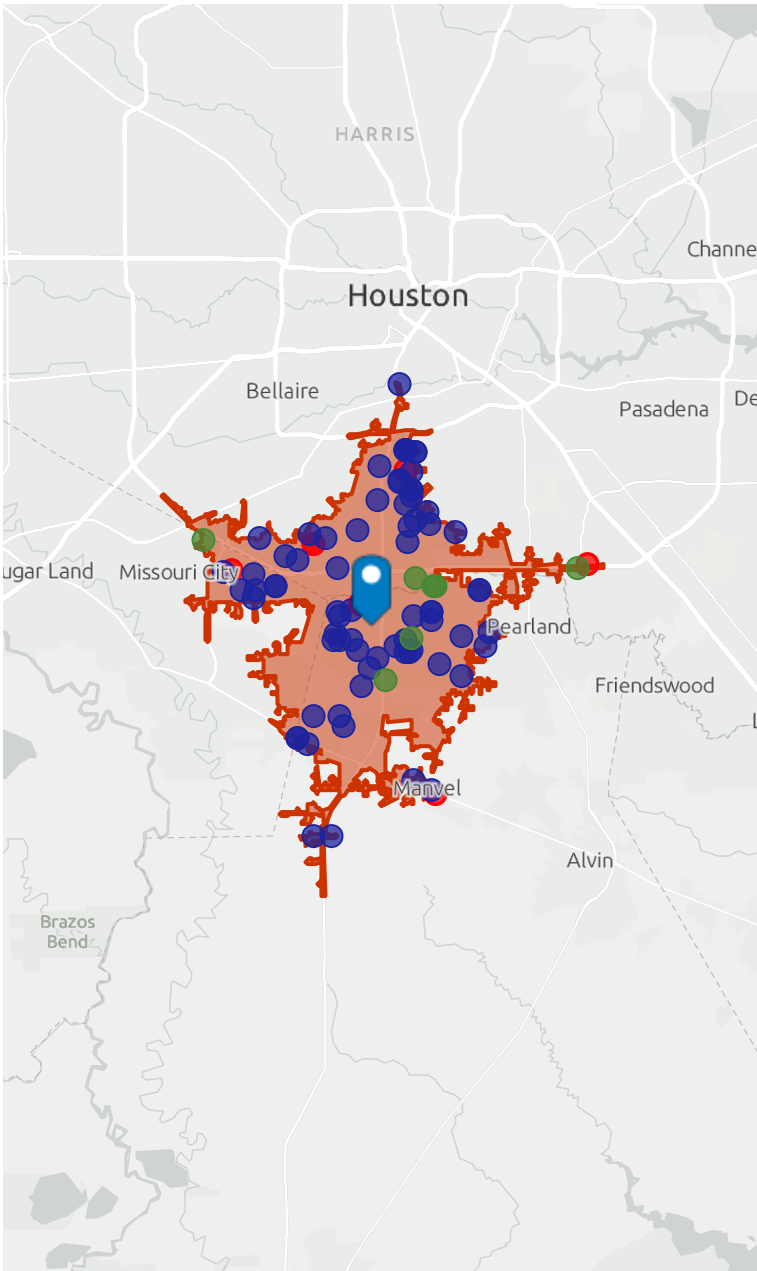 HARRIS
Channe
Houston
Bellaire
De
Pasadena
ugar Land
Missouri City
Pearland
Friendswood
L
Manvel
Alvin
Brazos
Bend